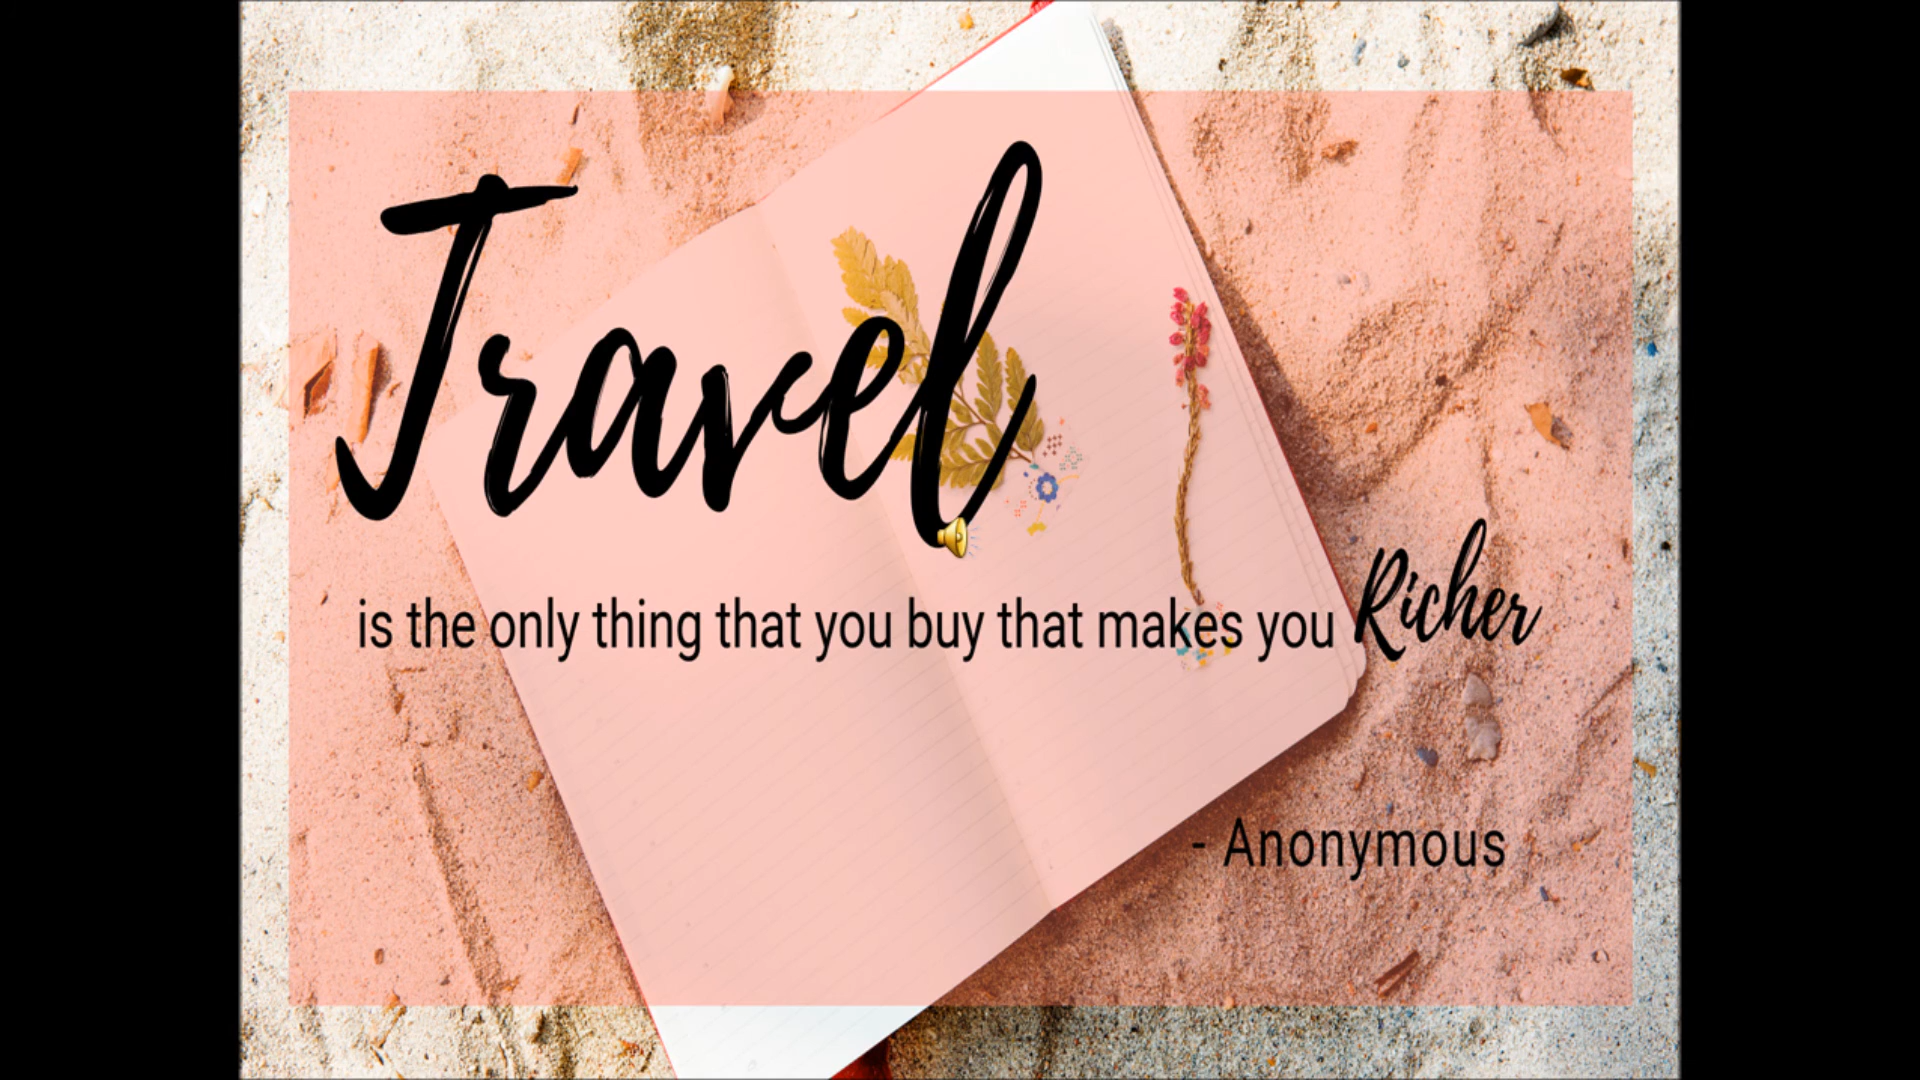 Travel
is the only thing that you buy that makes you Richer
- Anonymous